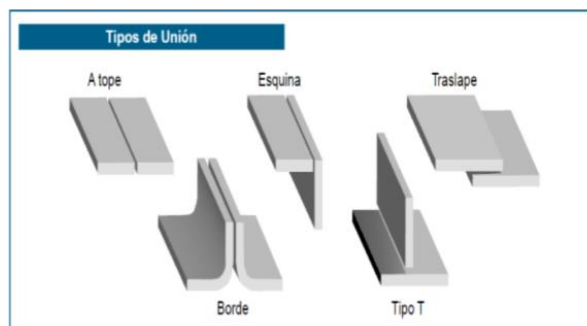 Tipos de Unión
A tope
Esquina
Traslape
Borde
Tipo T